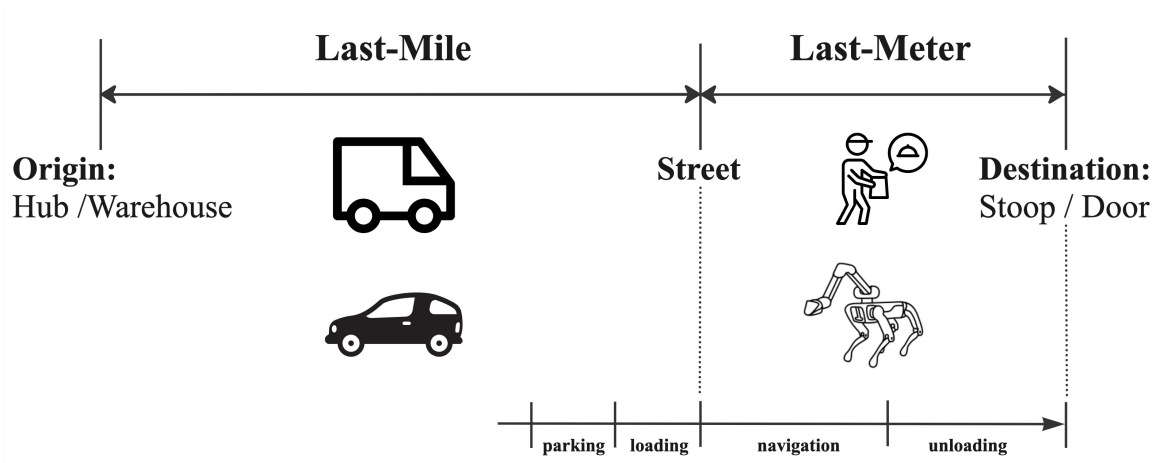 Last-Mile
Last-Meter
Origin:
Hub /Warehouse
Street
Destination:
Stoop / Door
parking
loading
navigation
unloading